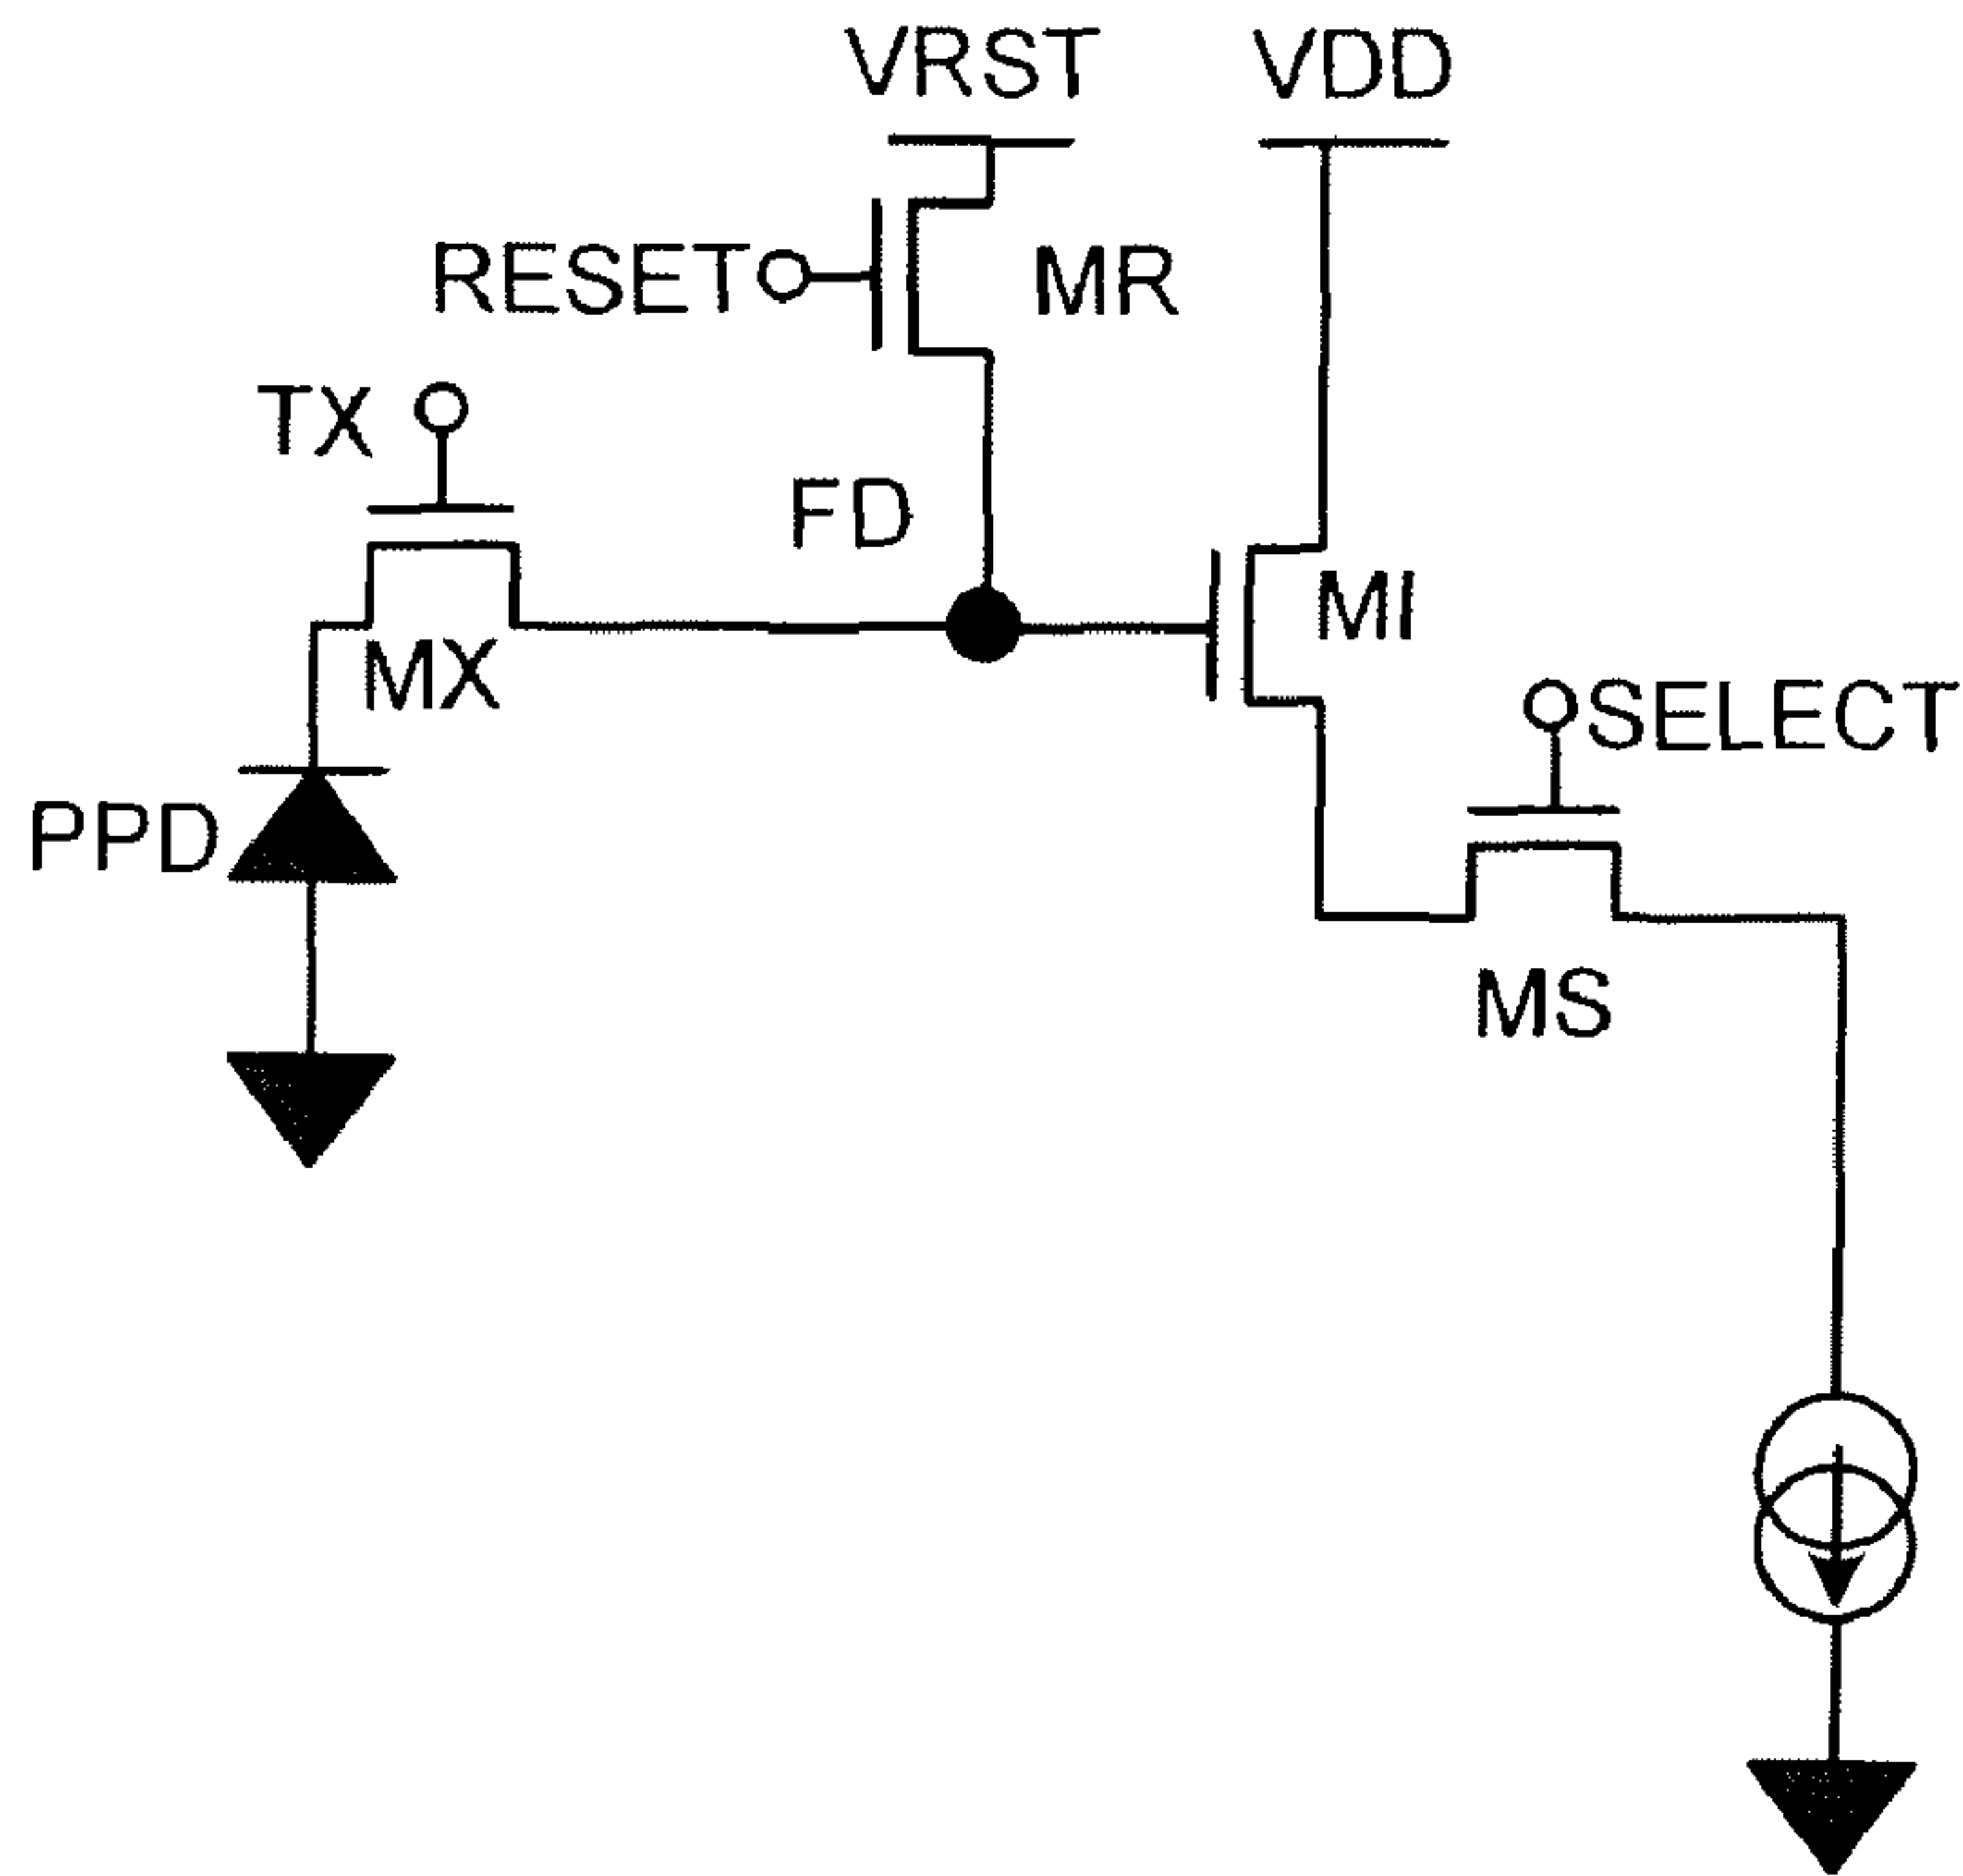 VRST VDD
RESET MR
TX
FD
MI
MX
SELECT
PPD
MS